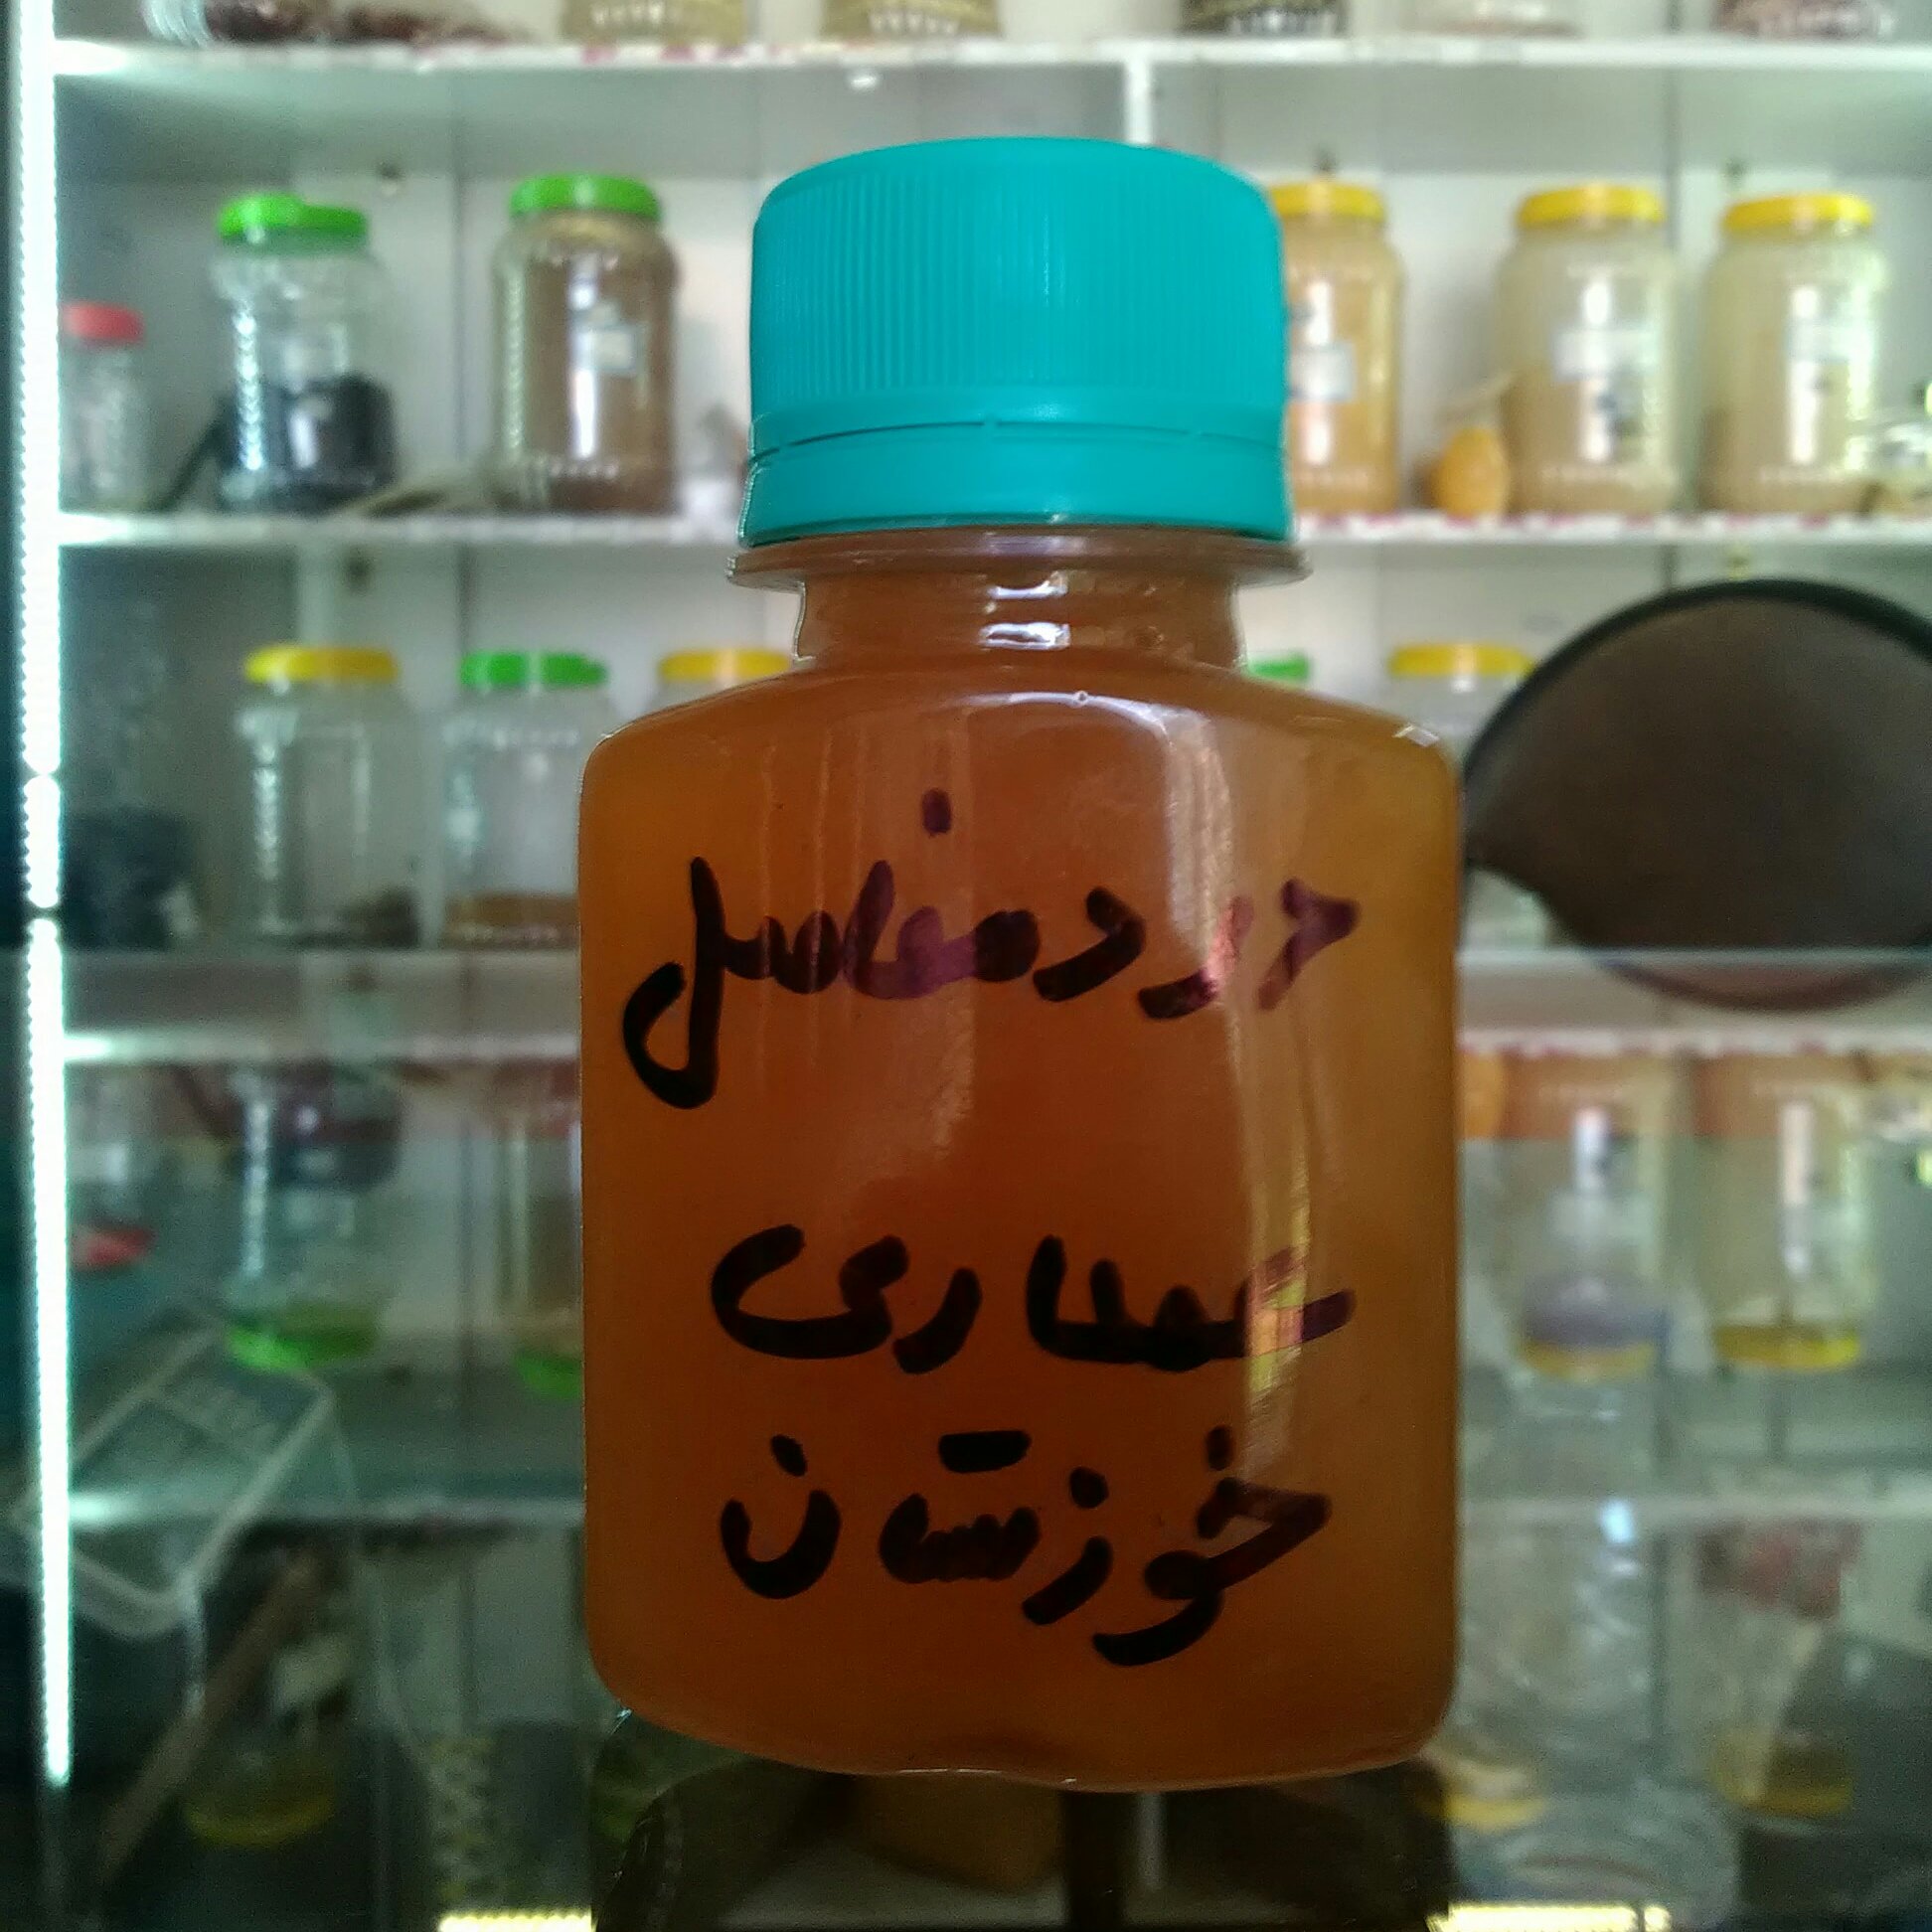 درد مفاصل
عطاری
خوزستان